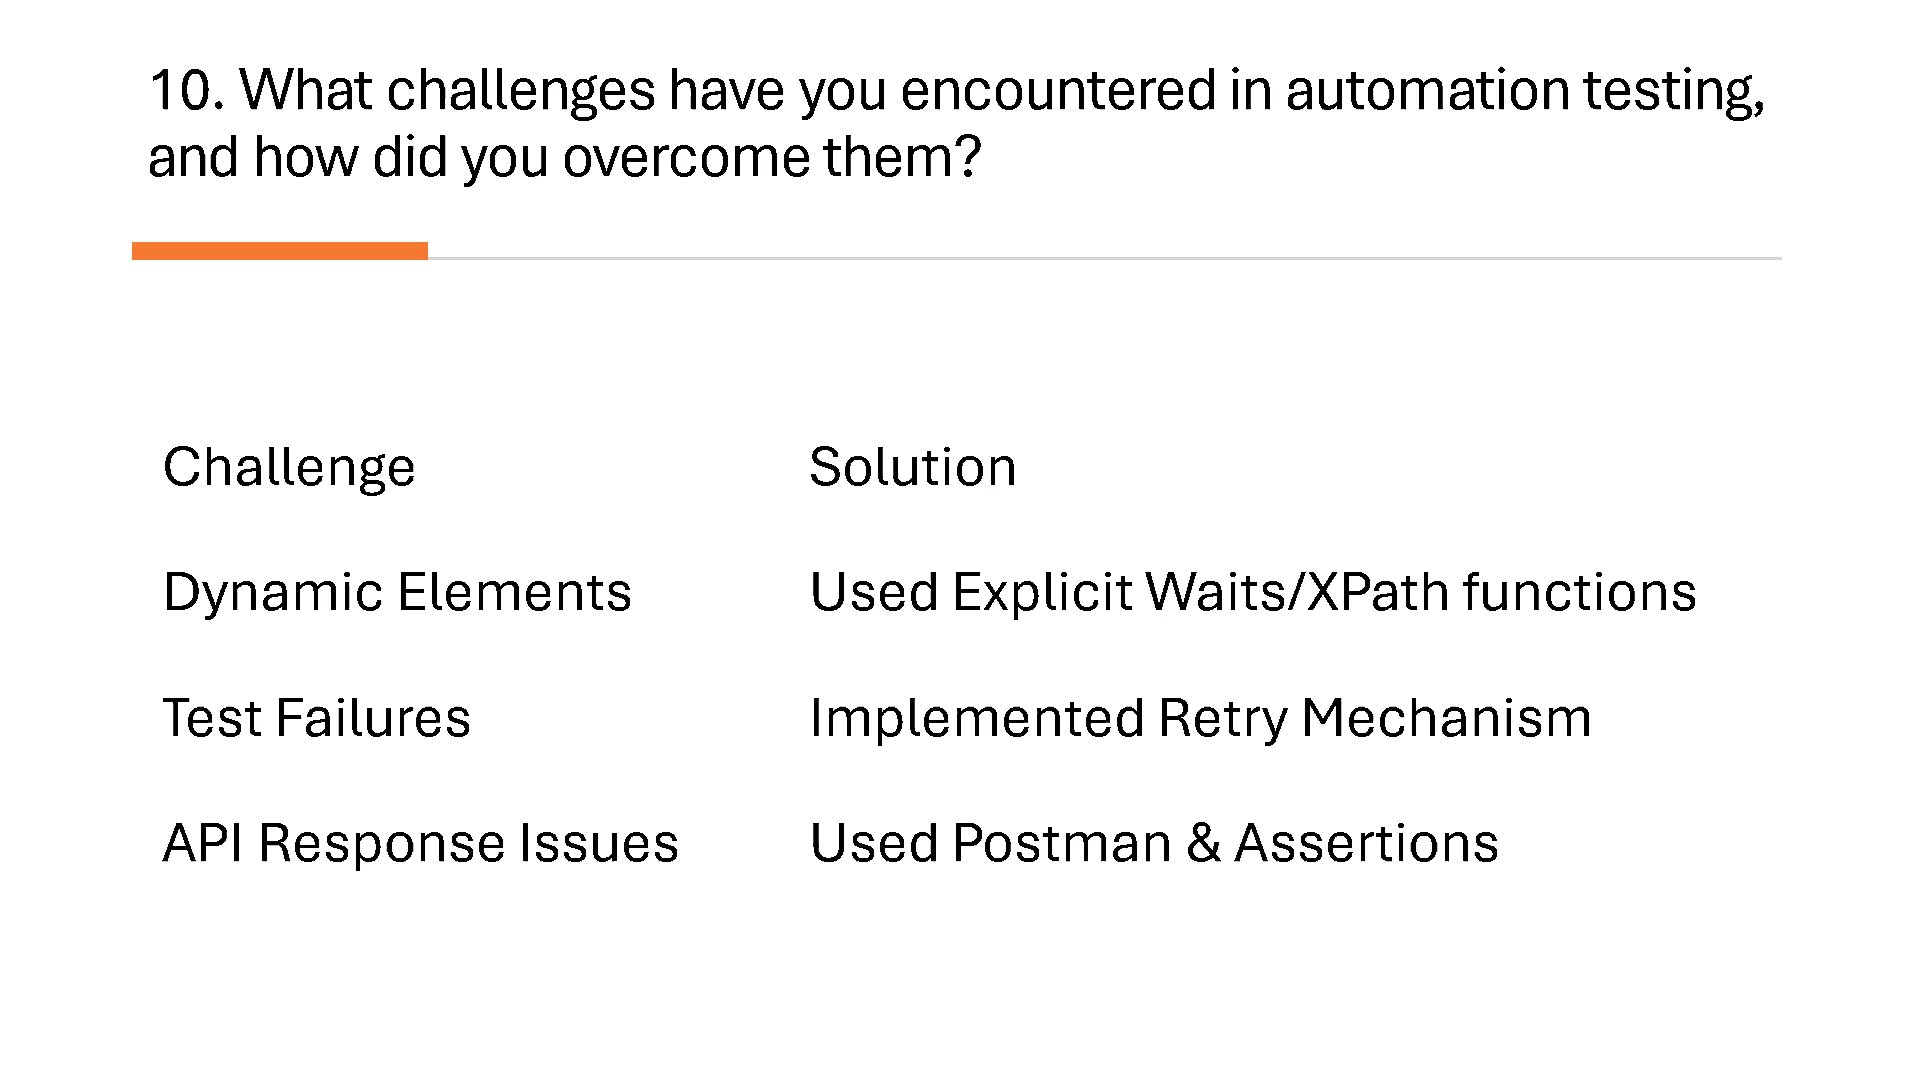 10. What challenges have you encountered in automation testing,
and how did you overcome them?
Challenge Solution
Dynamic Elements Used Explicit Waits/XPath functions
Test Failures Implemented Retry Mechanism
API Response Issues Used Postman & Assertions